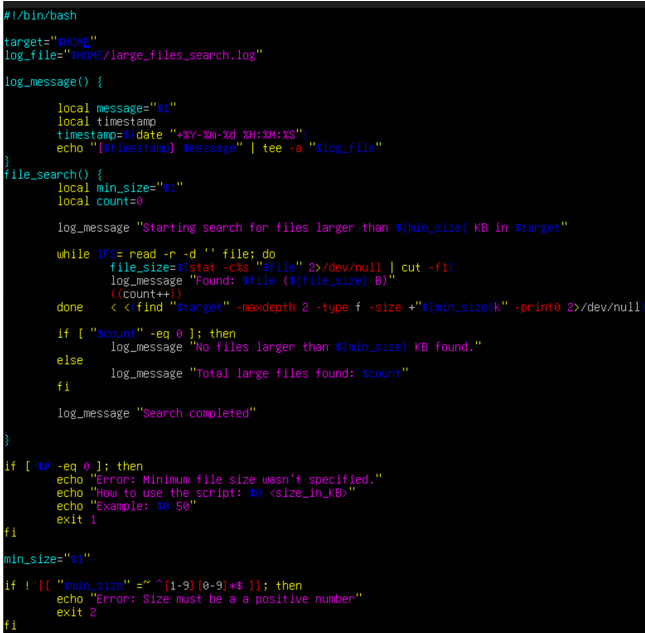 #!/bin/bash
target="$HOME"
log_file="$HOME/large_files_search.log"
log_message() {
local message="$1"
local timestamp
timestamp=$(date "+%Y-%m-%d %H:%M:%S")
echo "[$timestamp] $message" | tee -a "$log_file"
}
file_search() {
local min_size="$1"
local count=0
log_message "Starting search for files larger than ${min_size} KB in $target"
while IFS= read -r -d '' file; do
file_size=$(stat -c%s "$file" 2>/dev/null | cut -f1)
log_message "Found: $file (${file_size} B)"
((count++))
done < <(find "$target" -maxdepth 2 -type f -size +"${min_size}k" -print0 2>/dev/null)
if [ "$count" -eq 0 ]; then
log_message "No files larger than ${min_size} KB found."
else
log_message "Total large files found: $count"
fi
log_message "Search completed"
}
if [ $# -eq 0 ]; then
echo "Error: Minimum file size wasn't specified."
echo "How to use the script: $0 <size_in_KB>"
echo "Example: $0 50"
exit 1
fi
min_size="$1"
if ! [[ "$min_size" =~ ^[1-9][0-9]*$ ]]; then
echo "Error: Size must be a a positive number"
exit 2
fi